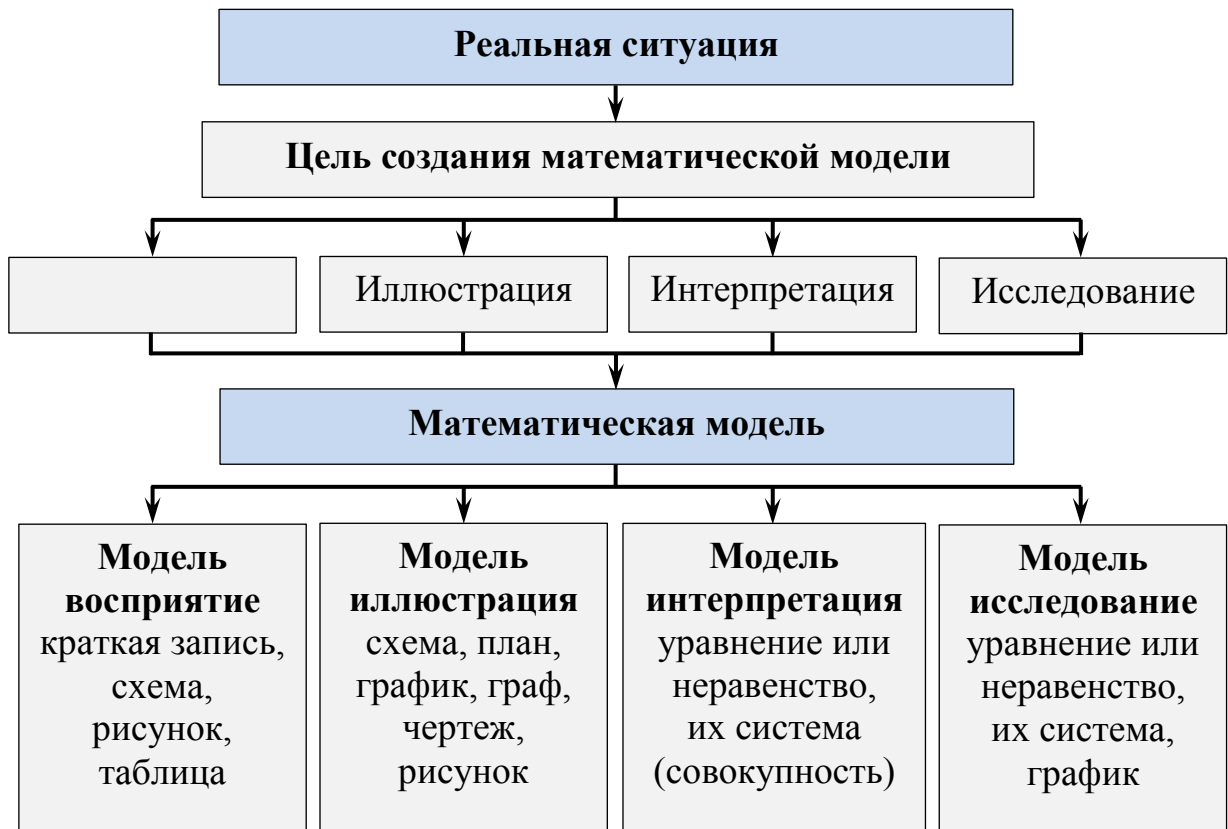 Реальная ситуация
Цель создания математической модели
Иллюстрация
Интерпретация
Исследование
Математическая модель
Модель
восприятие
краткая запись,
схема,
рисунок,
таблица
Модель
иллюстрация
схема, план,
график, граф,
чертеж,
рисунок
Модель
интерпретация
уравнение или
неравенство,
их система
(совокупность)
Модель
исследование
уравнение или
неравенство,
их система,
график